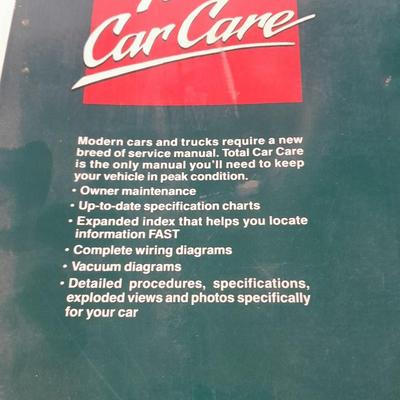 Car Care
Modern cars and trucks require a new
breed of service manual. Total Car Care
is the only manual you'll need to keep
your vehicle in peak condition.
• Owner maintenance
• Up-to-date specification charts
• Expanded index that helps you locate
information FAST
• Complete wiring diagrams
• Vacuum diagrams
• Detailed procedures, specifications,
exploded views and photos specifically
for your car